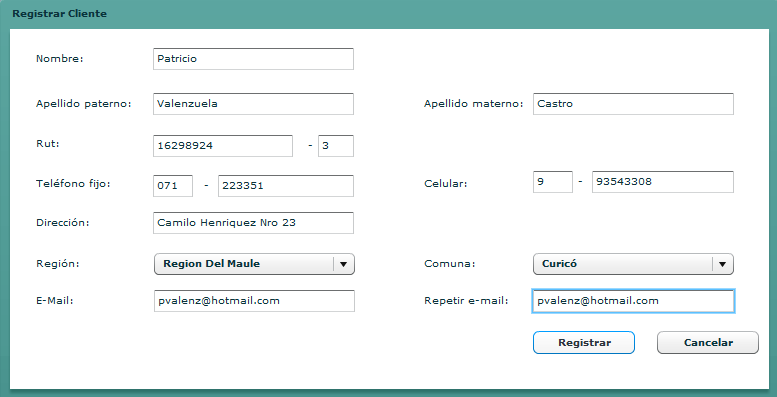 Registrar Cliente
Nombre: Patricio
Apellido paterno: Valenzuela Apellido materno: Castro
Rut: 16298924 - 3
Teléfono fijo: 071 - 223351 Celular: 9 - 93543308
Dirección: Camilo Henriquez Nro 23
Región: Region Del Maule Comuna: Curicó
E-Mail: pvalenz@hotmail.com Repetir e-mail: pvalenz@hotmail.com
Registrar Cancelar